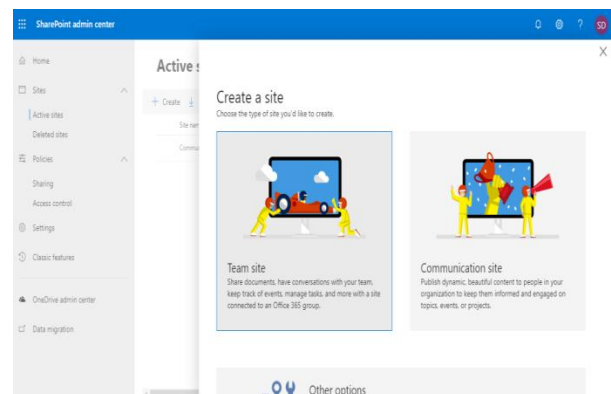 SharePoint admin center
?
SD
Home
Sites
Active sites
Deleted sites
Policies
Sharing
Access control
Settings
Classic features
OneDrive admin center
Data migration
Active s
+ Create
Site nam
Commu
X
Create a site
Choose the type of site you'd like to create.
Team site
Share documents, have conversations with your team,
keep track of events, manage tasks, and more with a site
connected to an Office 365 group.
Communication site
Publish dynamic, beautiful content to people in your
organization to keep them informed and engaged on
topics, events, or projects.
Other options